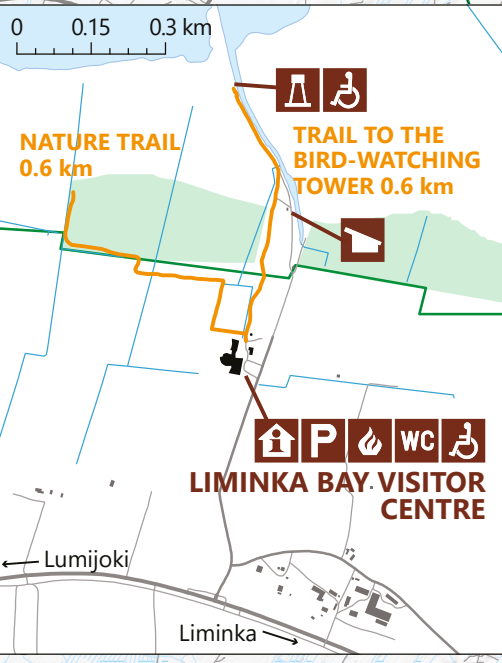 0 0.15 0.3 km
NATURE TRAIL
0.6 km
TRAIL TO THE
BIRD-WATCHING
TOWER 0.6 km
P WC
LIMINKA BAY VISITOR
CENTRE
Lumijoki
Liminka